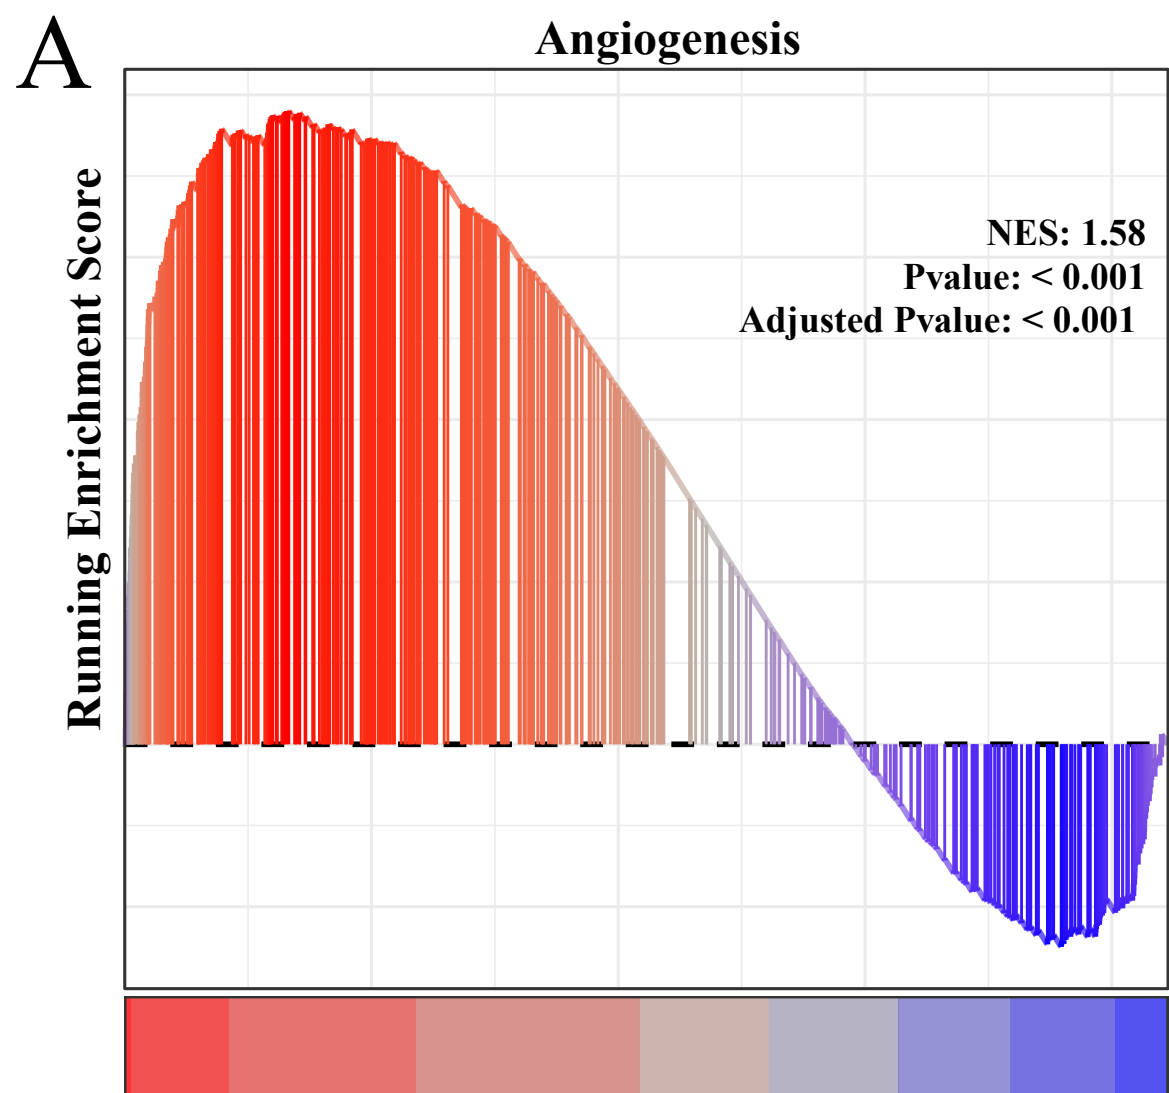 A
Angiogenesis
Running Enrichment Score
NES: 1.58
Pvalue: < 0.001
Adjusted Pvalue: < 0.001